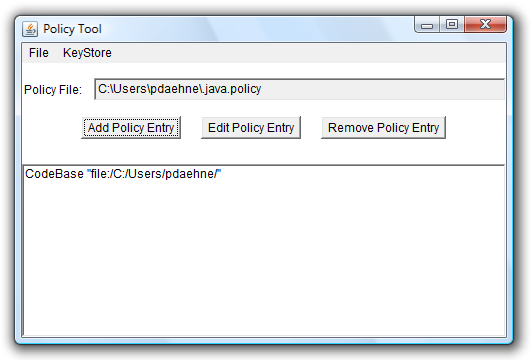 Policy Tool
File KeyStore
Policy File: C:\Users\pdaehne\.java.policy
Add Policy Entry Edit Policy Entry Remove Policy Entry
CodeBase "file:/C:/Users/pdaehne/"